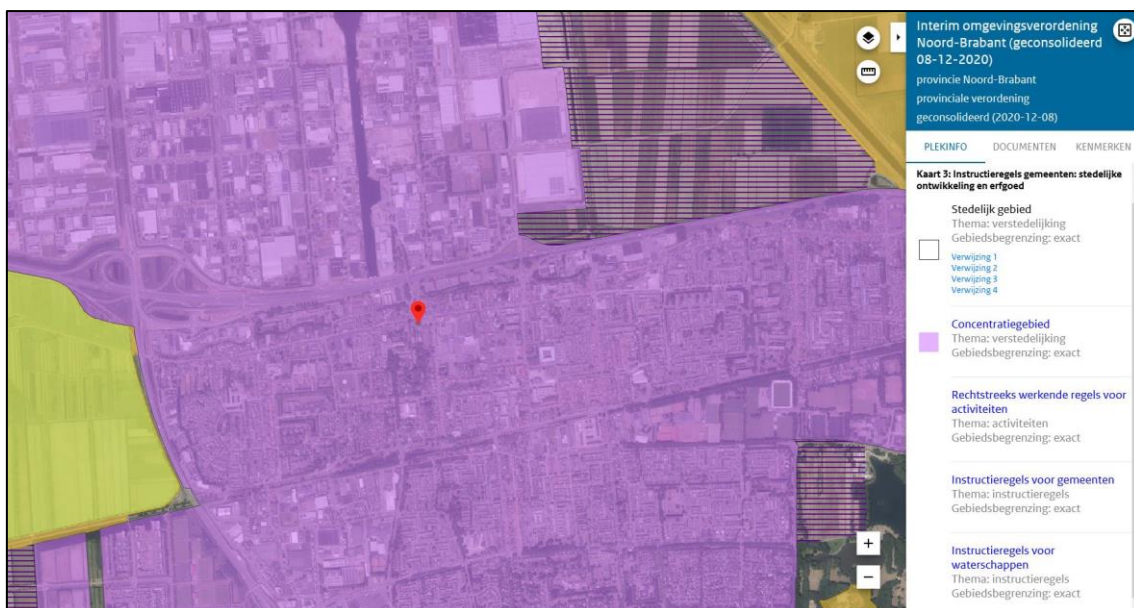 Interim omgevingsverordening
Noord-Brabant (geconsolideerd
08-12-2020)
provincie Noord-Brabant
provinciale verordening
geconsolideerd (2020-12-08)
PLEKINFO DOCUMENTEN KENMERKEN
Kaart 3: Instructieregels gemeenten: stedelijke
ontwikkeling en erfgoed
Stedelijk gebied
Thema: verstedelijking
Gebiedsbegrenzing: exact
Verwijzing 1
Verwijzing 2
Verwijzing 3
Verwijzing 4
Concentratiegebied
Thema: verstedelijking
Gebiedsbegrenzing: exact
Rechtstreeks werkende regels voor
activiteiten
Thema: activiteiten
Gebiedsbegrenzing: exact
Instructieregels voor gemeenten
Thema: instructieregels
Gebiedsbegrenzing: exact
Instructieregels voor
waterschappen
Thema: instructieregels
Gebiedsbegrenzing: exact